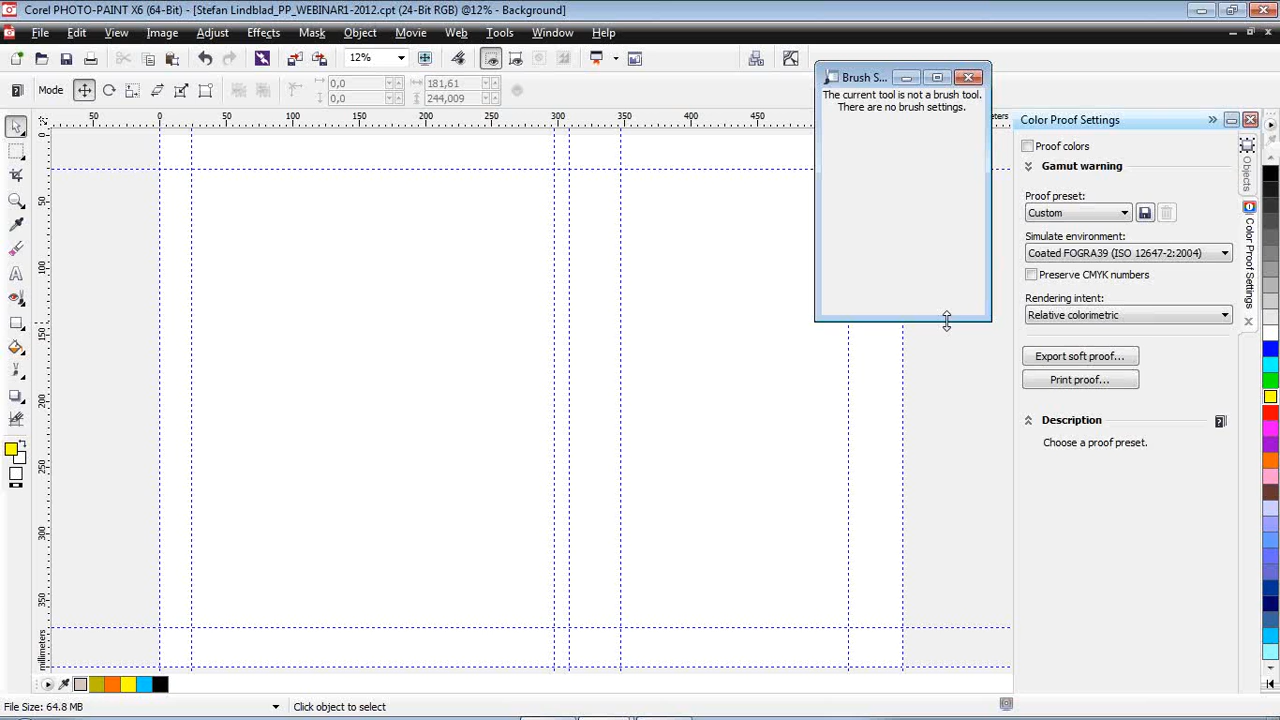 Corel PHOTO-PAINT X6 (64-Bit) - [Stefan Lindblad_PP_WEBINAR1-2012.cpt (24-Bit RGB) @12% - Background]
File Edit View Image Adjust Effects Mask Object Movie Web Tools Window Help
12%
Mode 0,0 181,61
0,0 244,009
Brush S...
The current tool is not a brush tool.
There are no brush settings.
50 0 50 100 150 200 250 300 350 400 450
0
50
100
150
200
250
300
350
millimeters
Color Proof Settings
Proof colors
Gamut warning
Proof preset:
Custom
Simulate environment:
Coated FOGRA39 (ISO 12647-2:2004)
Preserve CMYK numbers
Rendering intent:
Relative colorimetric
Export soft proof...
Print proof...
Description
Choose a proof preset.
Objects
Color Proof Settings
File Size: 64.8 MB Click object to select